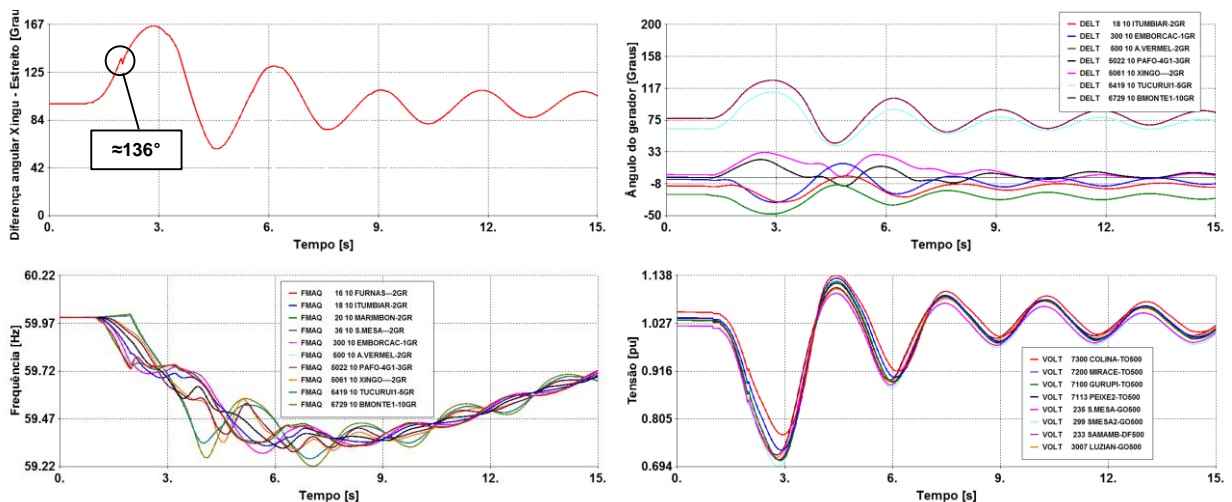 Diferença angular Xingu - Estreito [Grau
167
125
84
42
0
≈136°
0. 3. 6. 9. 12. 15.
Tempo [s]
Ângulo do gerador [Graus]
200
158
117
75
33
-8
-50
DELT 18 10 ITUMBIAR-2GR
DELT 300 10 EMBORCAC-1GR
DELT 500 10 A.VERMEL-2GR
DELT 5022 10 PAFO-4G1-3GR
DELT 5061 10 XINGO----2GR
DELT 6419 10 TUCURUI1-5GR
DELT 6729 10 BMONTE1-10GR
0. 3. 6. 9. 12. 15.
Tempo [s]
Frequência [Hz]
60.22
59.97
59.72
59.47
59.22
FMAQ 16 10 FURNAS---2GR
FMAQ 18 10 ITUMBIAR-2GR
FMAQ 20 10 MARIMBON-2GR
FMAQ 36 10 S.MESA---2GR
FMAQ 300 10 EMBORCAC-1GR
FMAQ 500 10 A.VERMEL-2GR
FMAQ 5022 10 PAFO-4G1-3GR
FMAQ 5061 10 XINGO----2GR
FMAQ 6419 10 TUCURUI1-5GR
FMAQ 6729 10 BMONTE1-10GR
0. 3. 6. 9. 12. 15.
Tempo [s]
Tensão [pu]
1.138
1.027
0.916
0.805
0.694
VOLT 7300 COLINA-TO500
VOLT 7200 MIRACE-TO500
VOLT 7100 GURUPI-TO500
VOLT 7113 PEIXE2-TO500
VOLT 235 S.MESA-GO500
VOLT 299 SMESA2-GO500
VOLT 233 SAMAMB-DF500
VOLT 3007 LUZIAN-GO500
0. 3. 6. 9. 12. 15.
Tempo [s]